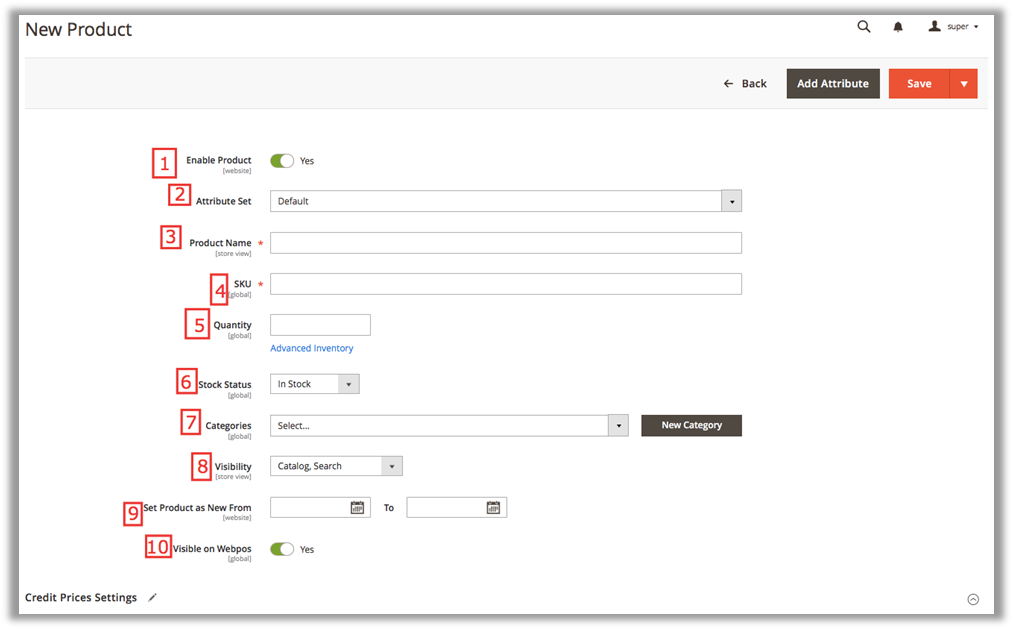 New Product
super
Back
Add Attribute
Save
1 Enable Product Yes
[website]
2 Attribute Set Default
3 Product Name *
[store view]
4 SKU *
[global]
5 Quantity
[global]
Advanced Inventory
6 Stock Status In Stock
[global]
7 Categories Select... New Category
[global]
8 Visibility Catalog, Search
[store view]
9 Set Product as New From To
[website]
10 Visible on Webpos Yes
[global]
Credit Prices Settings